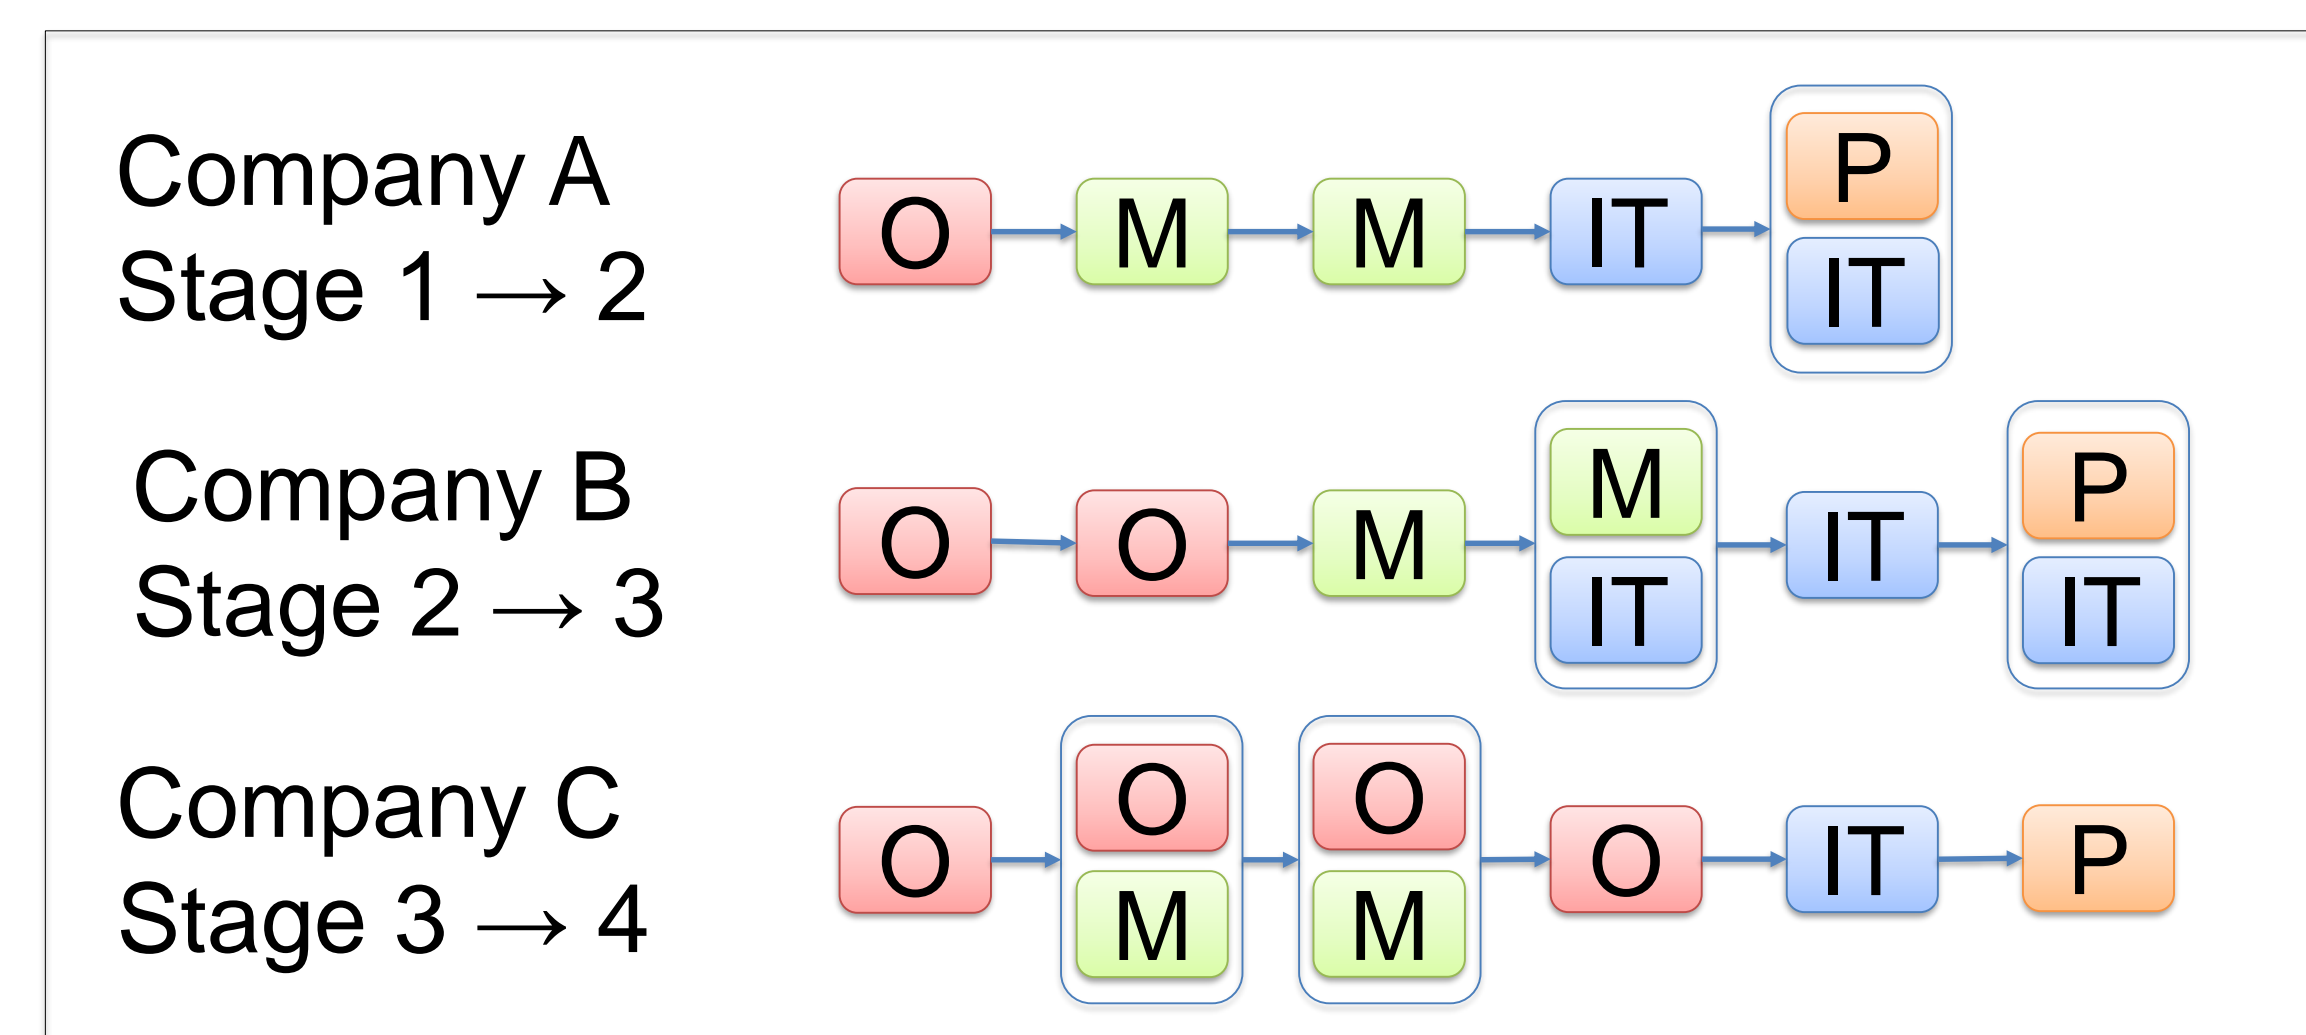 Company A
Stage 1 → 2
O M M IT P
IT
Company B
Stage 2 → 3
O O M M IT P
IT IT
Company C
Stage 3 → 4
O O O O IT P
M M